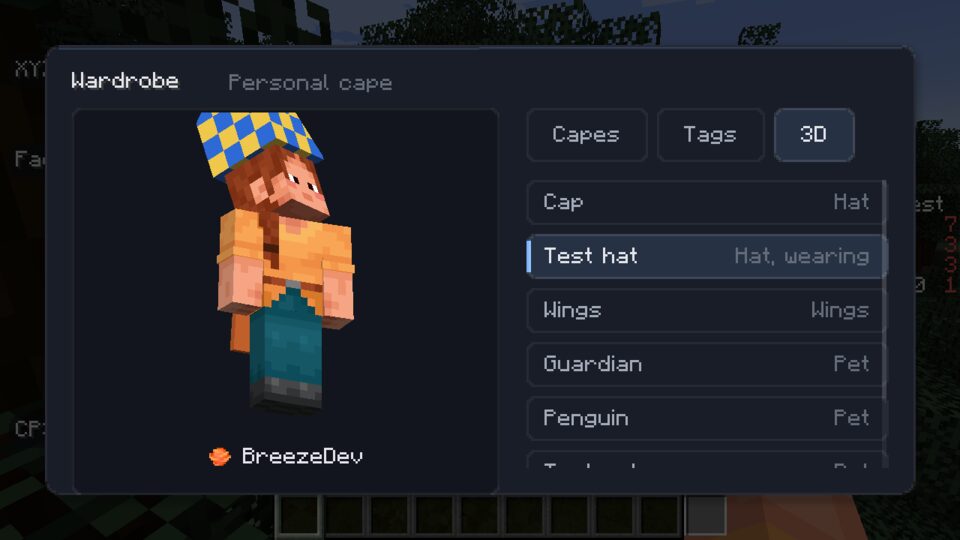 Wardrobe
Personal cape
Capes
Tags
3D
Cap
Hat
Test hat
Hat, wearing
Wings
Wings
Guardian
Pet
Penguin
Pet
BreezeDev